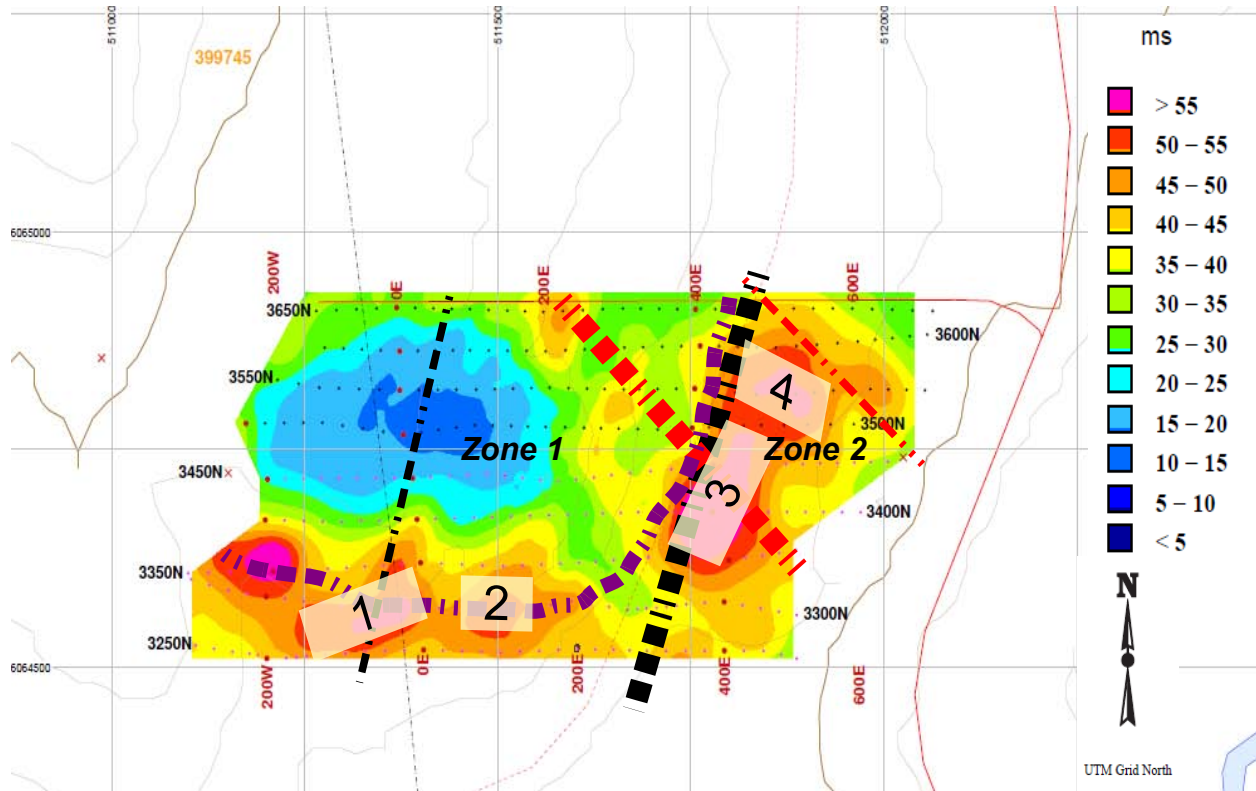 511000
511500
512000
399745
ms
> 55
50 – 55
45 – 50
40 – 45
35 – 40
30 – 35
25 – 30
20 – 25
15 – 20
10 – 15
5 – 10
< 5
6065000
200W
0E
200E
400E
600E
3650N
3600N
3550N
3500N
4
Zone 1
Zone 2
3450N
3
3400N
3350N
1
2
3300N
3250N
6064500
200W
0E
200E
400E
600E
N
UTM Grid North